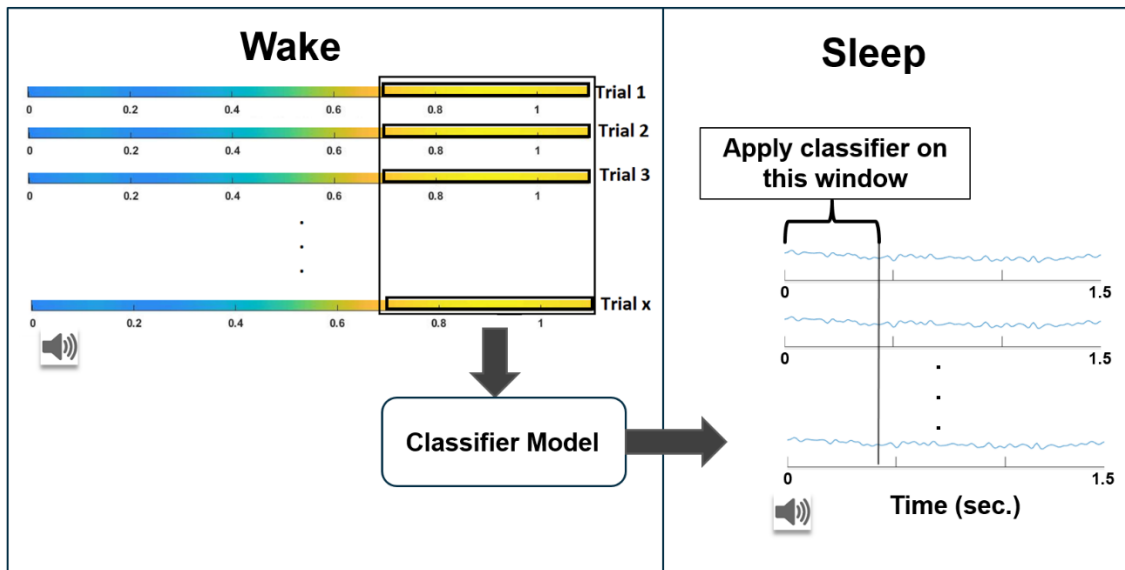 Wake
Trial 1
0 0.2 0.4 0.6 0.8 1
Trial 2
0 0.2 0.4 0.6 0.8 1
Trial 3
0 0.2 0.4 0.6 0.8 1
Trial x
0 0.2 0.4 0.6 0.8 1
Classifier Model
Sleep
Apply classifier on
this window
0 1.5
0 1.5
0 1.5
Time (sec.)